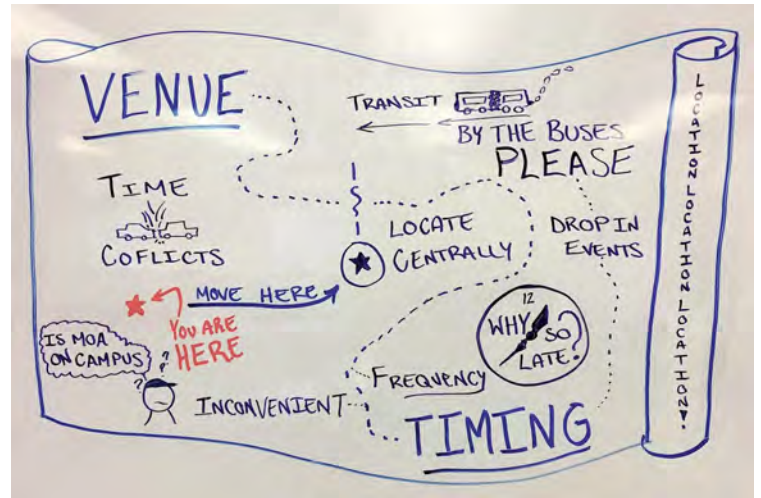 VENUE
TRANSIT
BY THE BUSES
PLEASE
TIME
COFLICTS
LOCATE
CENTRALLY
DROP IN
EVENTS
MOVE HERE
YOU ARE
HERE
IS MOA
ON CAMPUS
? ? ?
INCONVENIENT
FREQUENCY
12
WHY
SO
LATE?
TIMING
LOCATION LOCATION LOCATION!